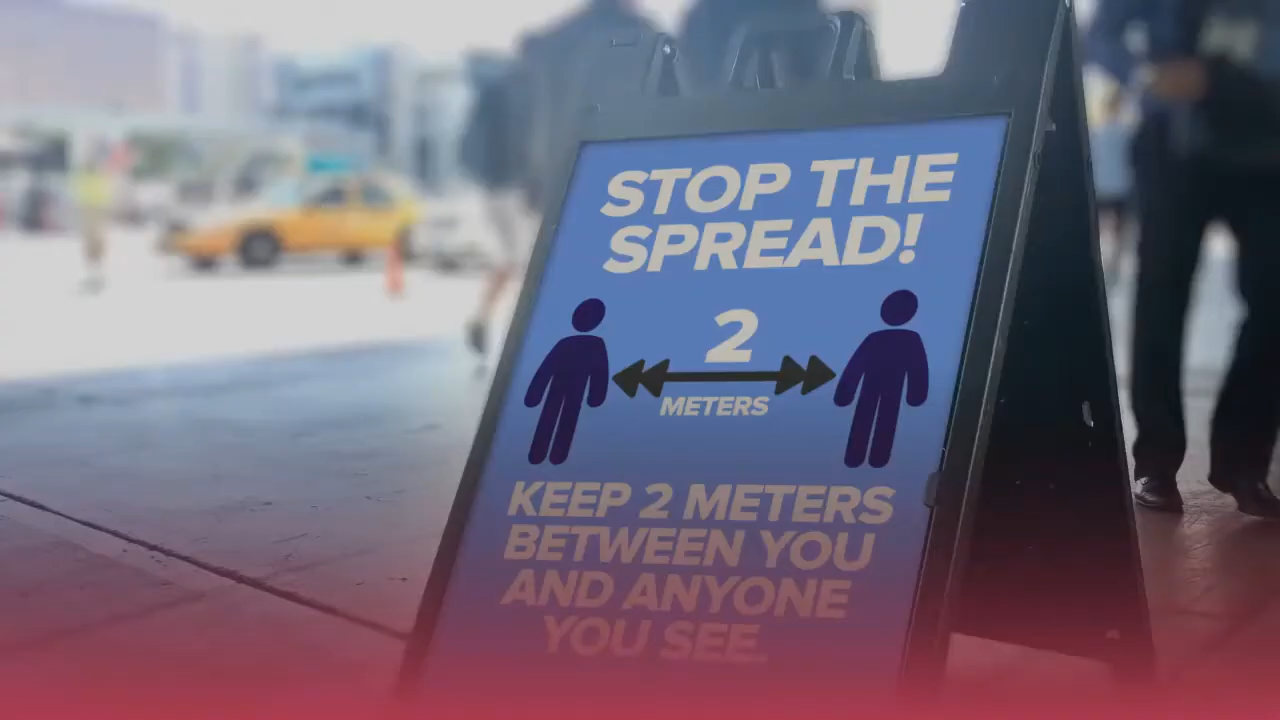 STOP THE
SPREAD!
2
METERS
KEEP 2 METERS
BETWEEN YOU
AND ANYONE
YOU SEE.